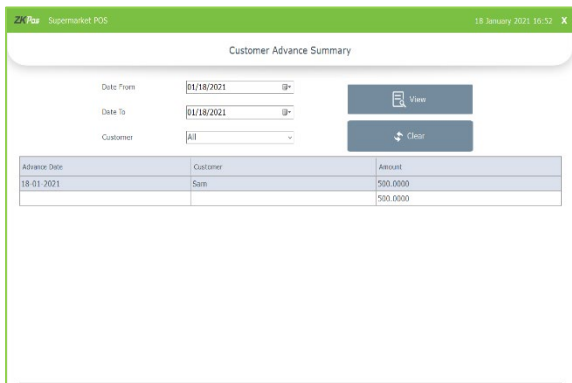 ZKPos Supermarket POS 18 January 2021 16:52 X
Customer Advance Summary
Date From 01/18/2021
View
Date To 01/18/2021
Customer All
Clear
Advance Date Customer Amount
18-01-2021 Sam 500.0000
500.0000